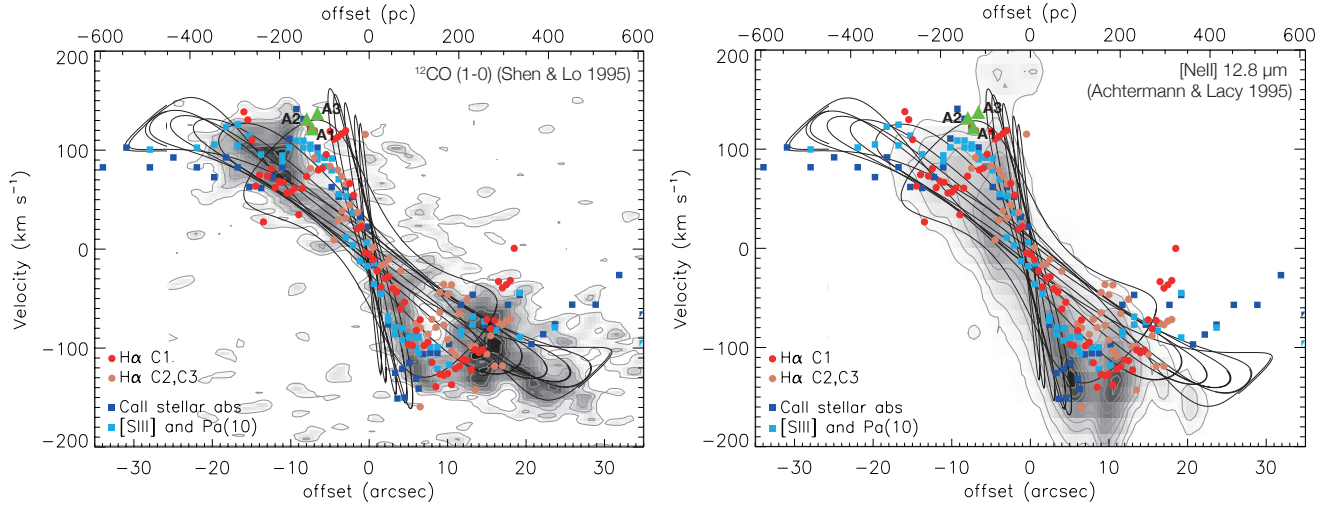 offset (pc)
−600 −400 −200 0 200 400 600
200
100
0
−100
−200
Velocity (km s⁻¹)
¹²CO (1-0) (Shen & Lo 1995)
A2
A3
A1
Hα C1
Hα C2,C3
CaII stellar abs
[SIII] and Pa(10)
−30 −20 −10 0 10 20 30
offset (arcsec)
offset (pc)
−600 −400 −200 0 200 400 600
200
100
0
−100
−200
Velocity (km s⁻¹)
[NeII] 12.8 μm
(Achtermann & Lacy 1995)
A2
A3
A1
Hα C1
Hα C2,C3
CaII stellar abs
[SIII] and Pa(10)
−30 −20 −10 0 10 20 30
offset (arcsec)